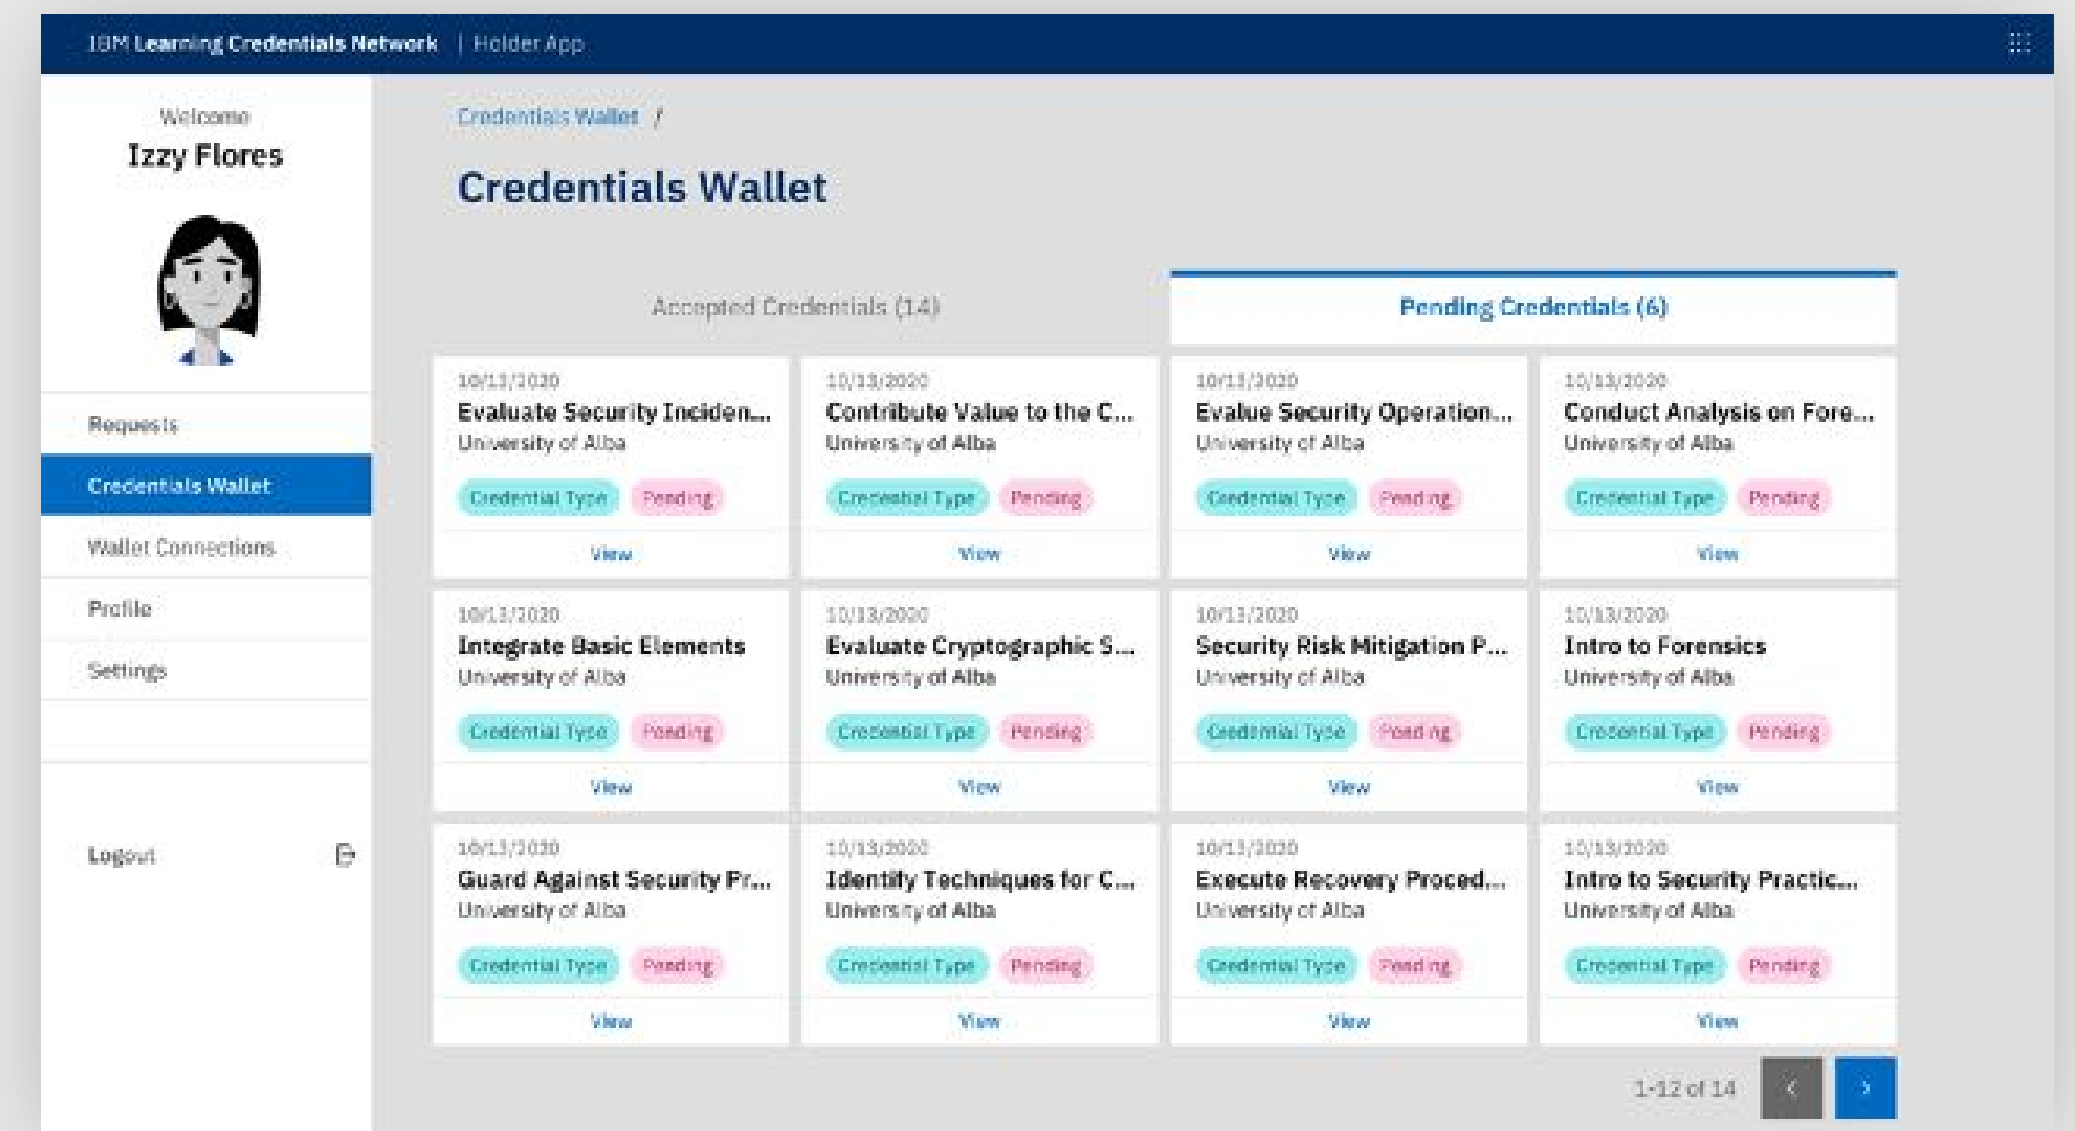 IBM Learning Credentials Network | Holder App
Welcome
Izzy Flores
Requests
Credentials Wallet
Wallet Connections
Profile
Settings
Logout
Credentials Wallet /
Credentials Wallet
Accepted Credentials (14)
Pending Credentials (6)
10/13/2020
Evaluate Security Inciden...
University of Alba
Credential Type Pending
View
10/13/2020
Contribute Value to the C...
University of Alba
Credential Type Pending
View
10/13/2020
Evalue Security Operation...
University of Alba
Credential Type Pending
View
10/13/2020
Conduct Analysis on Fore...
University of Alba
Credential Type Pending
View
10/13/2020
Integrate Basic Elements
University of Alba
Credential Type Pending
View
10/13/2020
Evaluate Cryptographic S...
University of Alba
Credential Type Pending
View
10/13/2020
Security Risk Mitigation P...
University of Alba
Credential Type Pending
View
10/13/2020
Intro to Forensics
University of Alba
Credential Type Pending
View
10/13/2020
Guard Against Security Pr...
University of Alba
Credential Type Pending
View
10/13/2020
Identify Techniques for C...
University of Alba
Credential Type Pending
View
10/13/2020
Execute Recovery Proced...
University of Alba
Credential Type Pending
View
10/13/2020
Intro to Security Practic...
University of Alba
Credential Type Pending
View
1-12 of 14